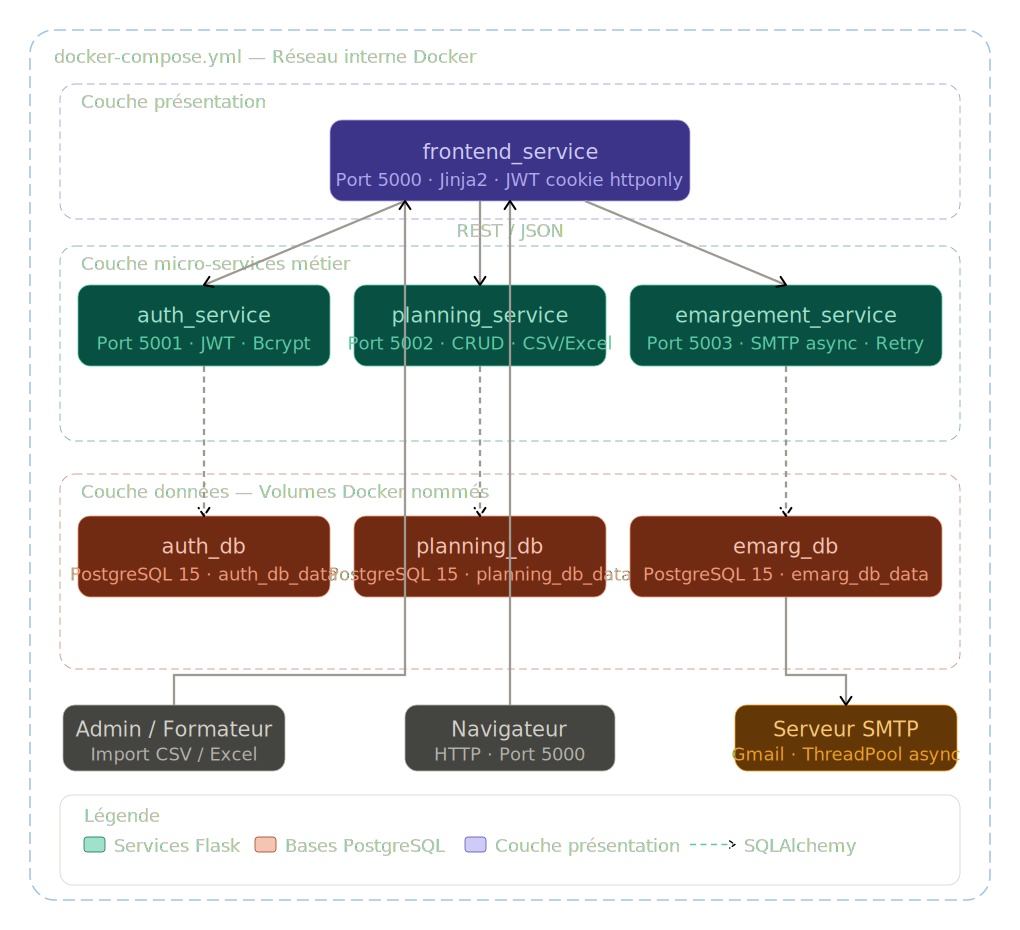 docker-compose.yml — Réseau interne Docker
Couche présentation
frontend_service
Port 5000 · Jinja2 · JWT cookie httponly
REST / JSON
Couche micro-services métier
auth_service
Port 5001 · JWT · Bcrypt
planning_service
Port 5002 · CRUD · CSV/Excel
emargement_service
Port 5003 · SMTP async · Retry
Couche données — Volumes Docker nommés
auth_db
PostgreSQL 15 · auth_db_data
planning_db
PostgreSQL 15 · planning_db_data
emarg_db
PostgreSQL 15 · emarg_db_data
Admin / Formateur
Import CSV / Excel
Navigateur
HTTP · Port 5000
Serveur SMTP
Gmail · ThreadPool async
Légende
Services Flask
Bases PostgreSQL
Couche présentation
SQLAlchemy